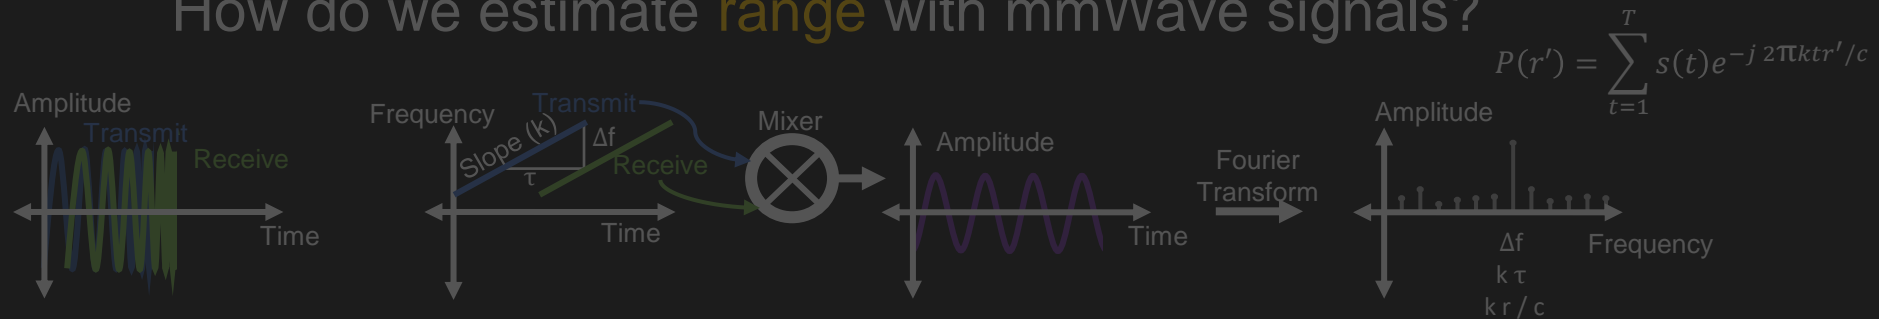 How do we estimate range with mmWave signals?
P(r′) = ∑ s(t)e^{−j 2πktr′/c}
T
t=1
Amplitude
Transmit
Receive
Time
Frequency
Transmit
Slope (k)
Δf
τ
Receive
Time
Mixer
Amplitude
Time
Fourier
Transform
Amplitude
Frequency
Δf
k τ
k r / c